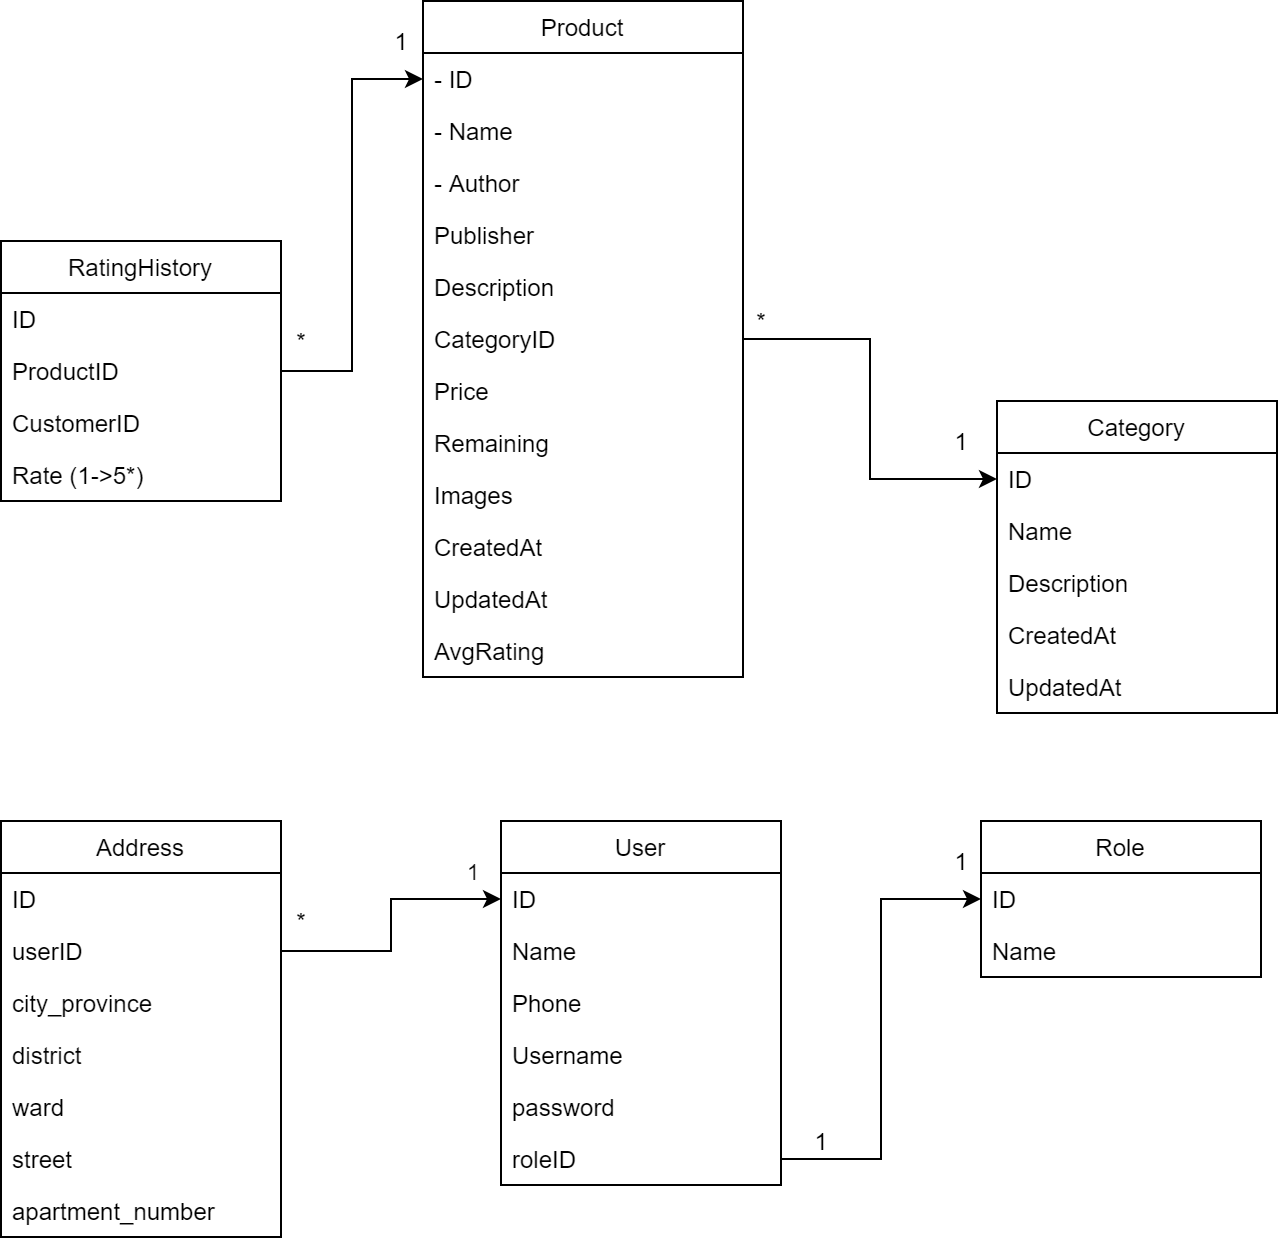 1
Product
- ID
- Name
- Author
Publisher
Description
CategoryID
Price
Remaining
Images
CreatedAt
UpdatedAt
AvgRating
RatingHistory
ID
ProductID
CustomerID
Rate (1->5*)
*
*
1
Category
ID
Name
Description
CreatedAt
UpdatedAt
Address
ID
userID
city_province
district
ward
street
apartment_number
*
1
User
ID
Name
Phone
Username
password
roleID
1
1
Role
ID
Name